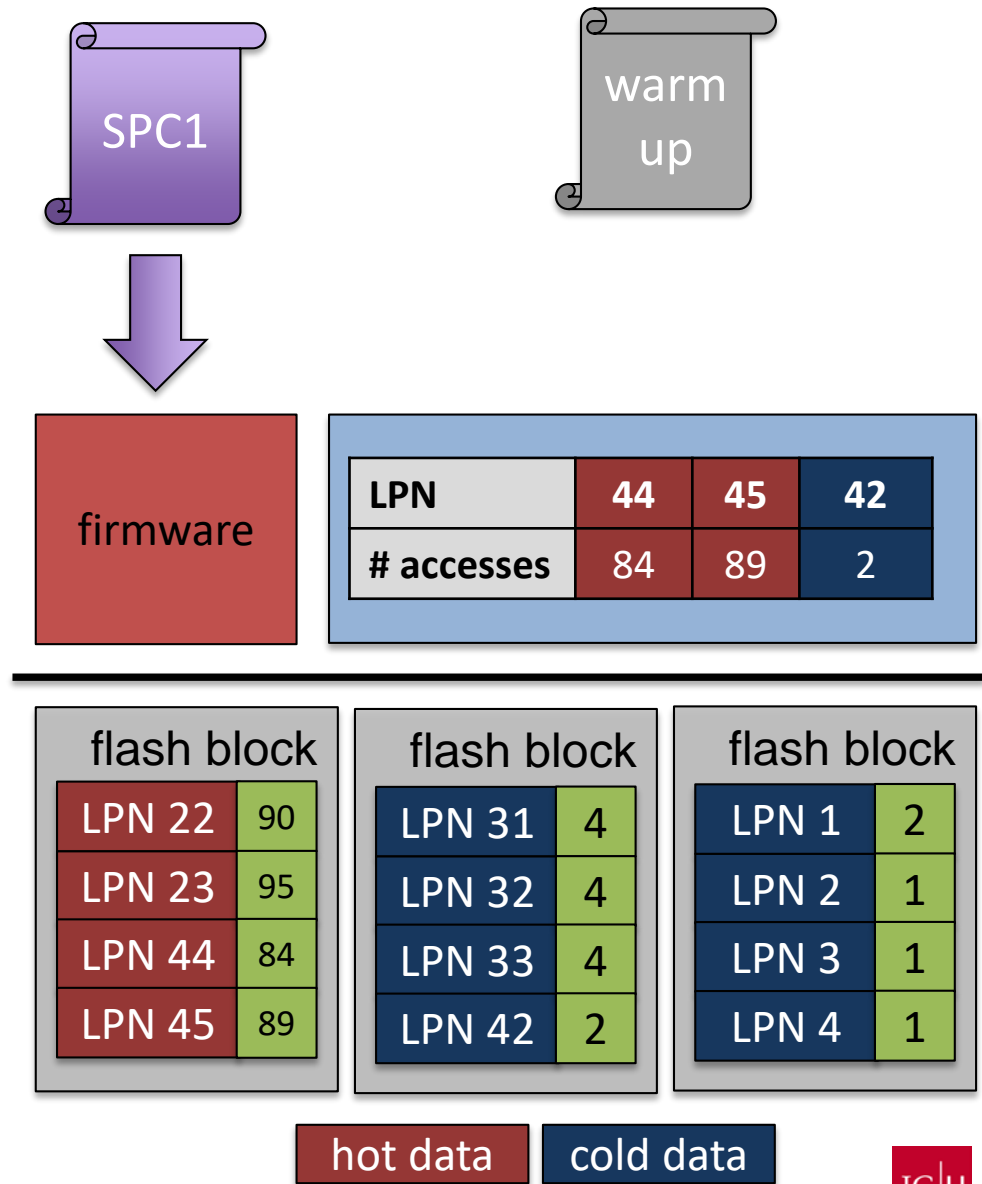 SPC1
warm
up
firmware
LPN 44 45 42
# accesses 84 89 2
flash block
LPN 22 90
LPN 23 95
LPN 44 84
LPN 45 89
flash block
LPN 31 4
LPN 32 4
LPN 33 4
LPN 42 2
flash block
LPN 1 2
LPN 2 1
LPN 3 1
LPN 4 1
hot data
cold data